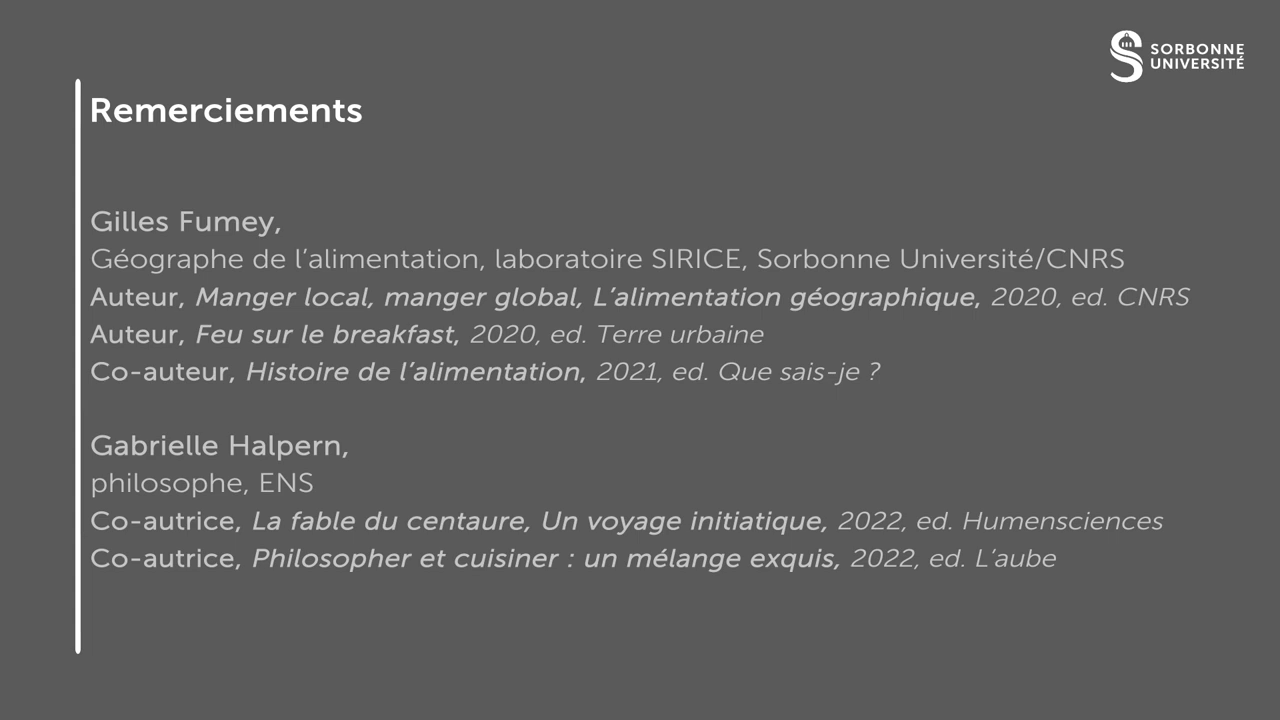 SORBONNE
UNIVERSITÉ
Remerciements
Gilles Fumey,
Géographe de l’alimentation, laboratoire SIRICE, Sorbonne Université/CNRS
Auteur, Manger local, manger global, L’alimentation géographique, 2020, ed. CNRS
Auteur, Feu sur le breakfast, 2020, ed. Terre urbaine
Co-auteur, Histoire de l’alimentation, 2021, ed. Que sais-je ?
Gabrielle Halpern,
philosophe, ENS
Co-autrice, La fable du centaure, Un voyage initiatique, 2022, ed. Humensciences
Co-autrice, Philosopher et cuisiner : un mélange exquis, 2022, ed. L’aube